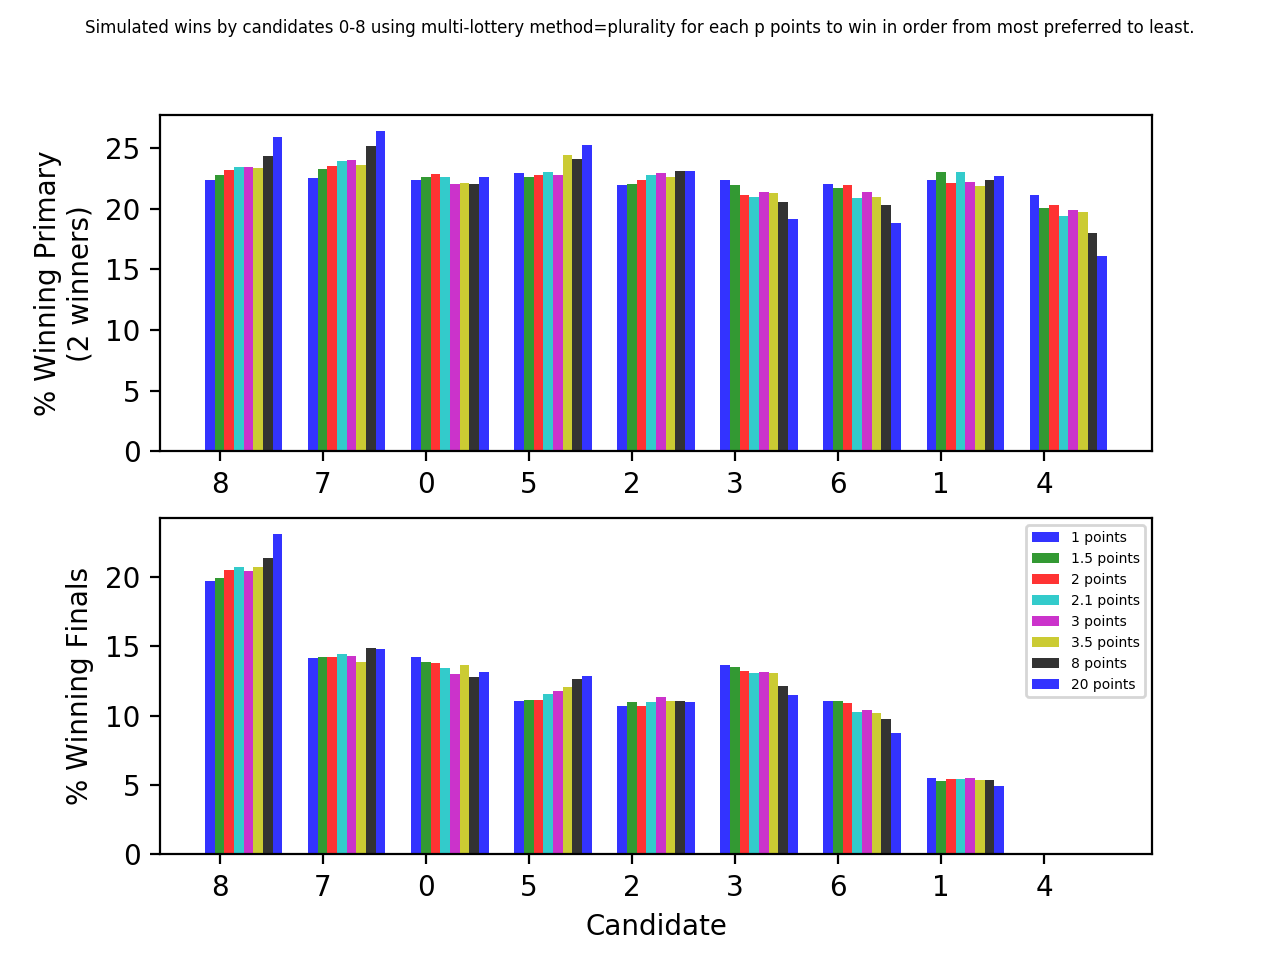 Simulated wins by candidates 0-8 using multi-lottery method=plurality for each p points to win in order from most preferred to least.
% Winning Primary
(2 winners)
25
20
15
10
5
0
8 7 0 5 2 3 6 1 4
% Winning Finals
20
15
10
5
0
1 points
1.5 points
2 points
2.1 points
3 points
3.5 points
8 points
20 points
8 7 0 5 2 3 6 1 4
Candidate